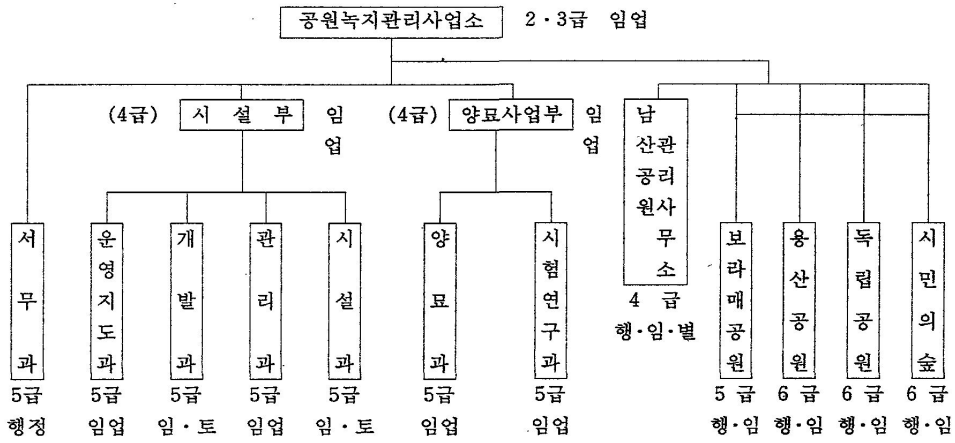 공원녹지관리사업소 2·3급 임업
(4급) 시설부 임업
(4급) 양묘사업부 임업
남산공원관리사무소
4 급
행·임·별
서무과
운영지도과
개발과
관리과
시설과
양묘과
시험연구과
보라매공원
용산공원
독립공원
시민의숲
5급 5급 5급 5급 5급 5급 5급 5 급 6 급 6 급 6 급
행정 임업 임·토 임업 임·토 임업 임업 행·임 행·임 행·임 행·임